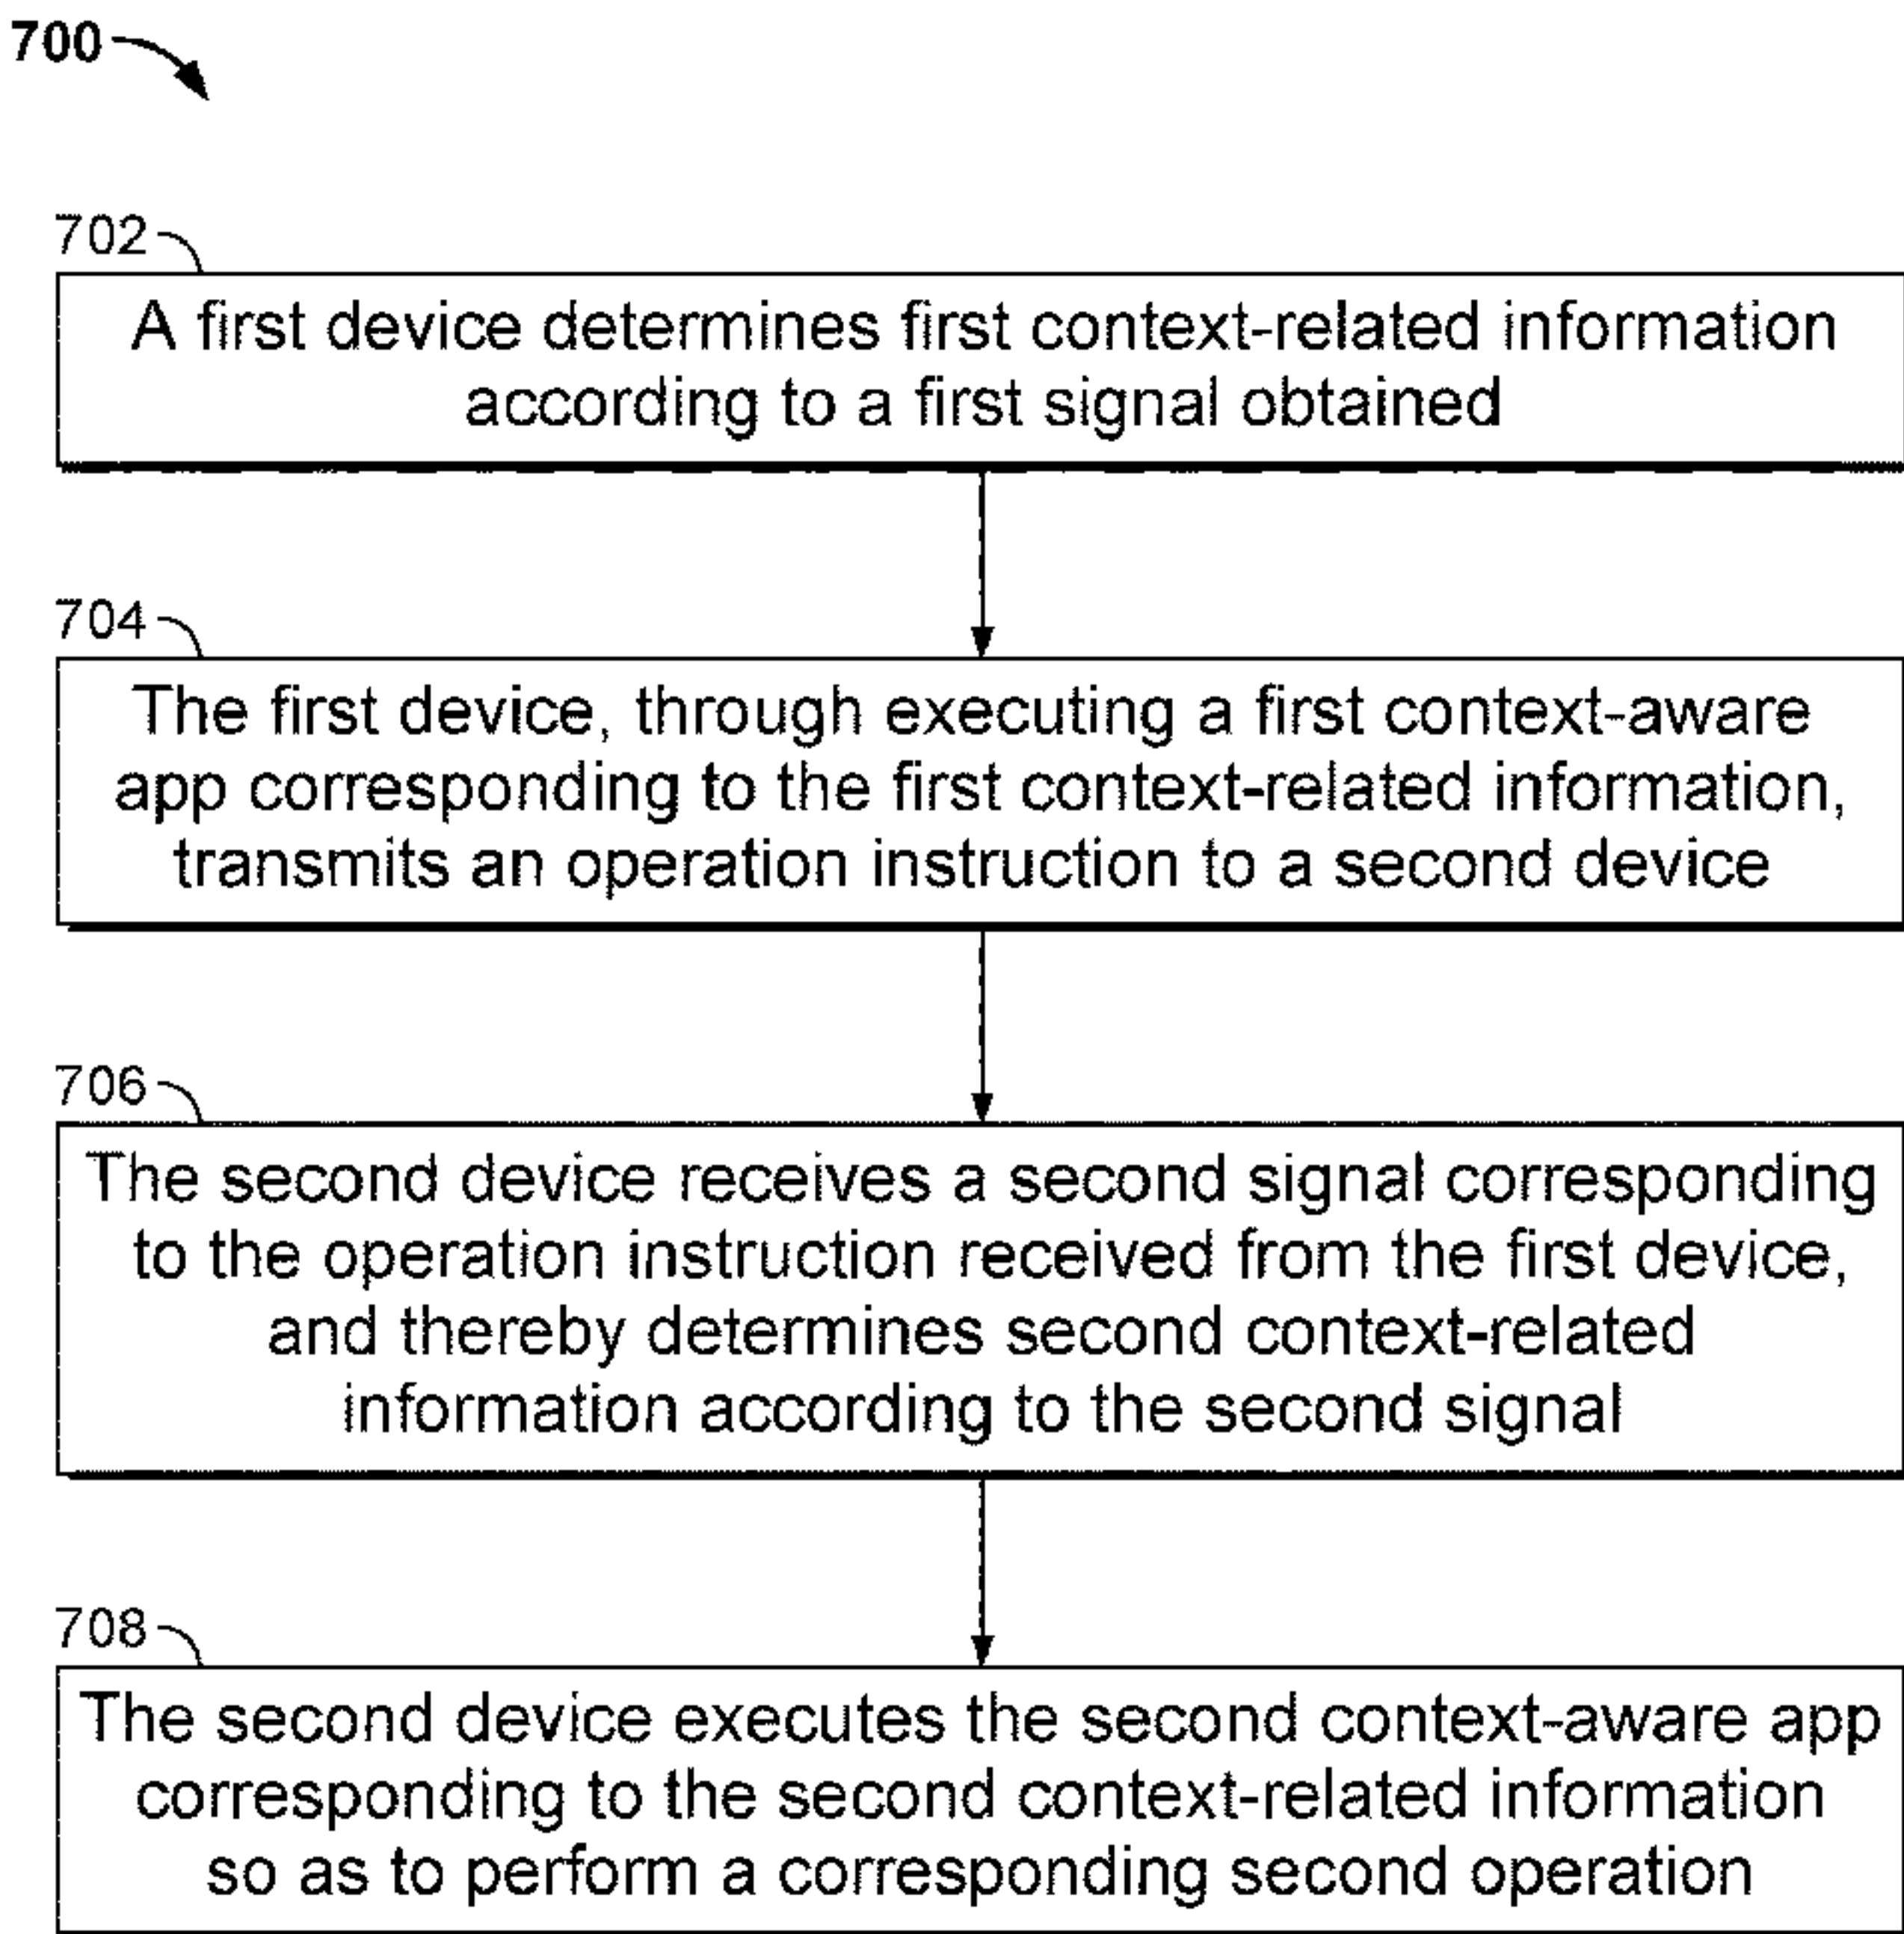 700
702
A first device determines first context-related information
according to a first signal obtained
704
The first device, through executing a first context-aware
app corresponding to the first context-related information,
transmits an operation instruction to a second device
706
The second device receives a second signal corresponding
to the operation instruction received from the first device,
and thereby determines second context-related
information according to the second signal
708
The second device executes the second context-aware app
corresponding to the second context-related information
so as to perform a corresponding second operation